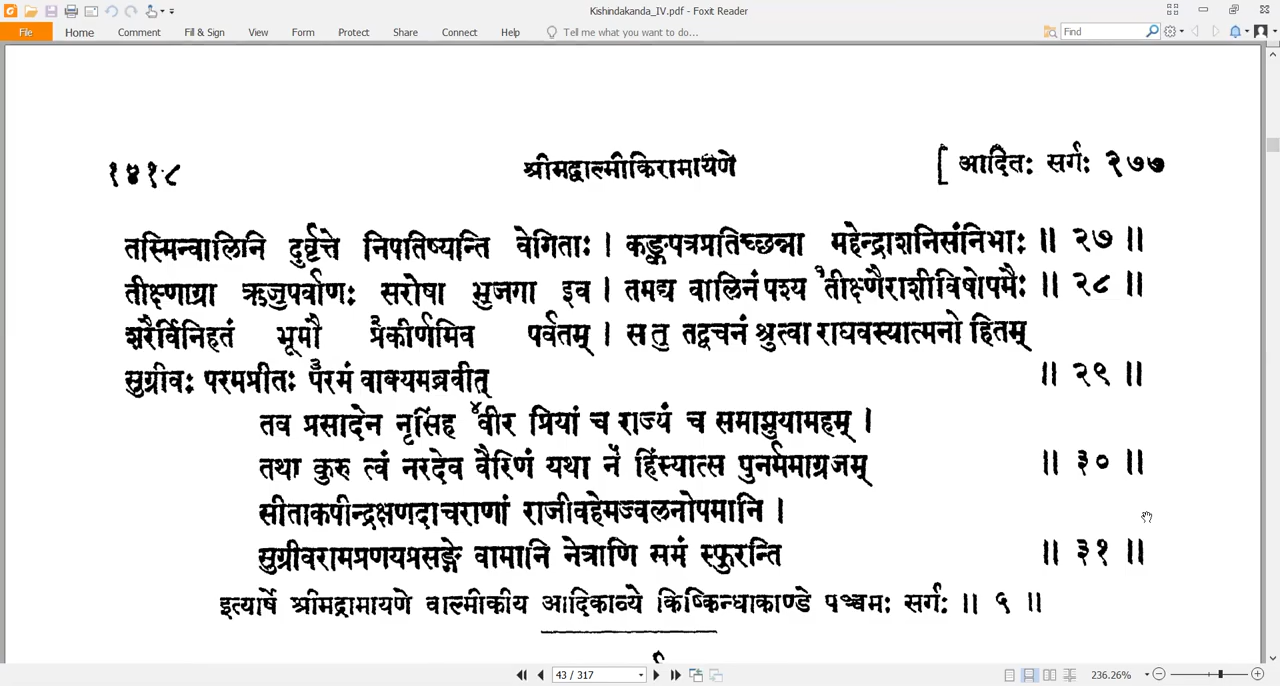 Kishindakanda_IV.pdf - Foxit Reader
File Home Comment Fill & Sign View Form Protect Share Connect Help Tell me what you want to do... Find
१४१८ श्रीमद्वाल्मीकिरामायणे [ आदितः सर्गः २७७
तस्मिन्वालिनि दुर्वृत्ते निपतिष्यन्ति वेगिताः । कङ्कपत्रप्रतिच्छन्ना महेन्द्राशनिसंनिभाः ॥ २७ ॥
तीक्ष्णाग्रा ऋजुपर्वाणः सरोषा भुजगा इव । तमद्य वालिनं पश्य २तीक्ष्णैराशीविषोपमैः ॥ २८ ॥
शरैर्विनिहतं भूमौ प्रकीर्णमिव पर्वतम् । स तु तद्वचनं श्रुत्वा राघवस्यात्मनो हितम्
सुग्रीवः परमप्रीतः ३परमं वाक्यमब्रवीत् ॥ २९ ॥
तव प्रसादेन नृसिंह ४वीर प्रियां च राज्यं च समाप्नुयामहम् ।
तथा कुरु त्वं नरदेव वैरिणं यथा न हिंस्यात्स पुनर्ममाग्रजम् ॥ ३० ॥
सीताकपीन्द्रक्षणदाचराणां राजीवहेमज्वलनोपमानि ।
सुग्रीवरामप्रणयप्रसङ्गे वामानि नेत्राणि समं स्फुरन्ति ॥ ३१ ॥
इत्यार्षे श्रीमद्रामायणे वाल्मीकीय आदिकाव्ये किष्किन्धाकाण्डे पञ्चमः सर्गः ॥ ५ ॥
43 / 317 236.26%